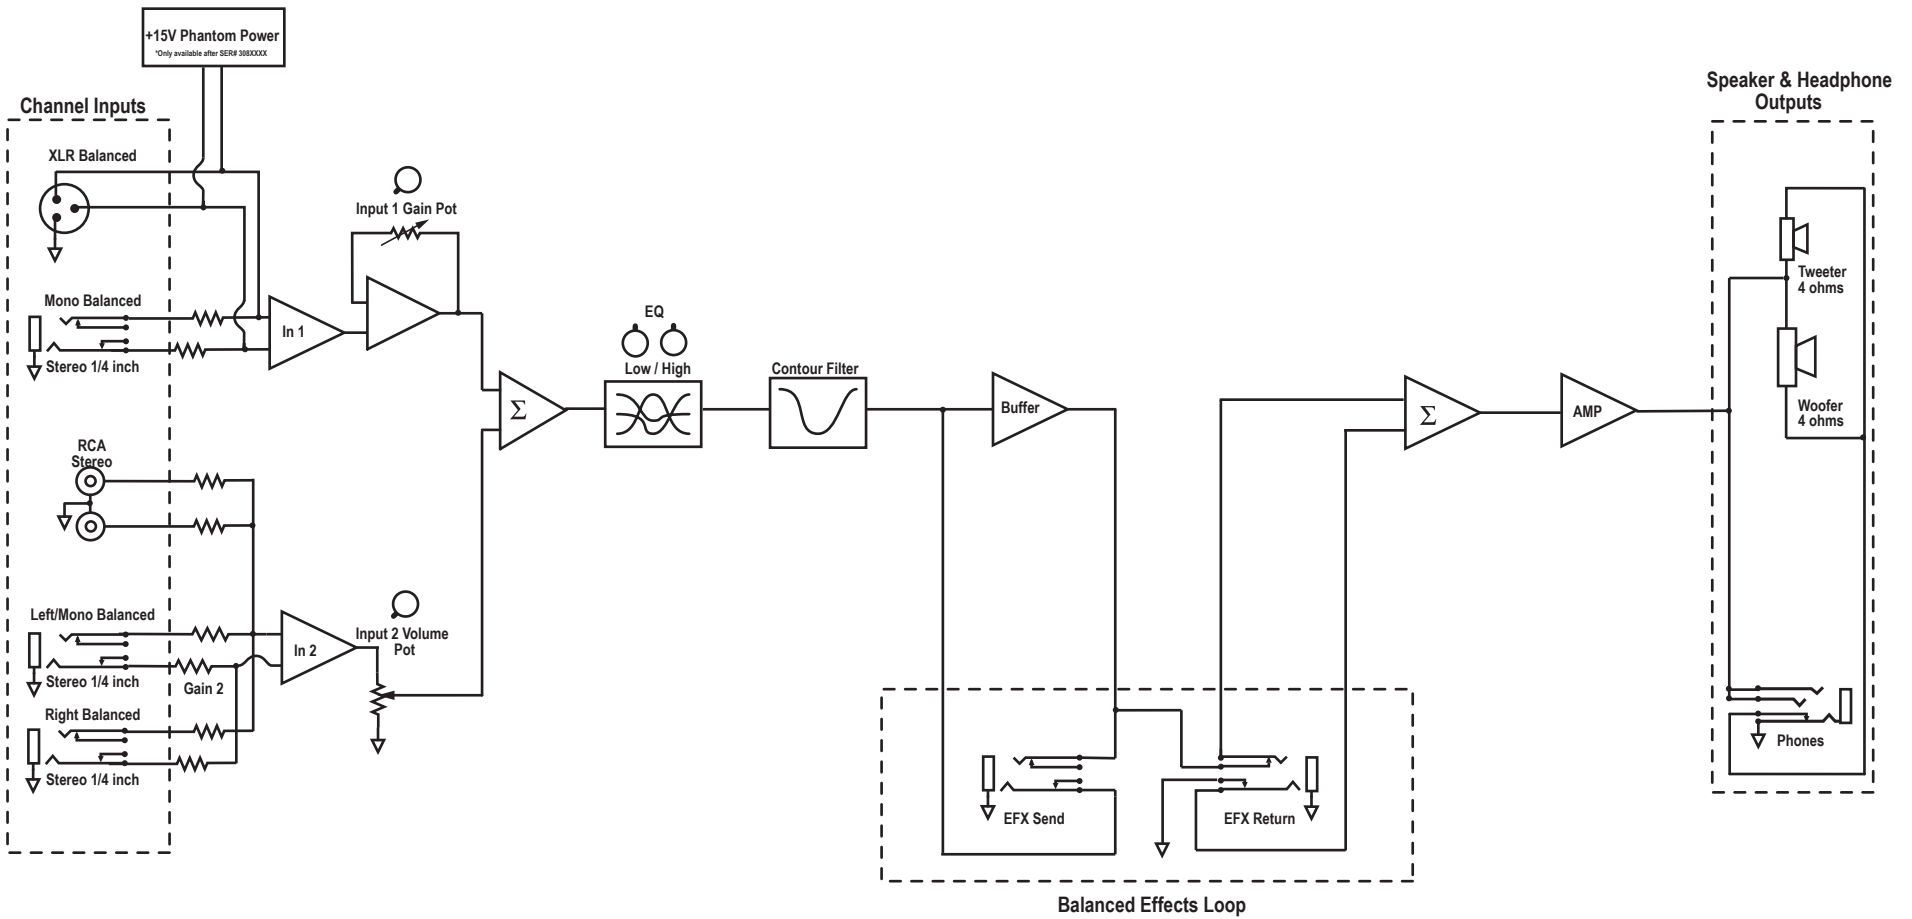 +15V Phantom Power
*Only available after SER# 308XXXX
Channel Inputs
XLR Balanced
Mono Balanced
Stereo 1/4 inch
In 1
Input 1 Gain Pot
RCA
Stereo
Left/Mono Balanced
Stereo 1/4 inch
Gain 2
Right Balanced
Stereo 1/4 inch
In 2
Input 2 Volume
Pot
Σ
EQ
Low / High
Contour Filter
Buffer
EFX Send
EFX Return
Balanced Effects Loop
Σ
AMP
Speaker & Headphone
Outputs
Tweeter
4 ohms
Woofer
4 ohms
Phones